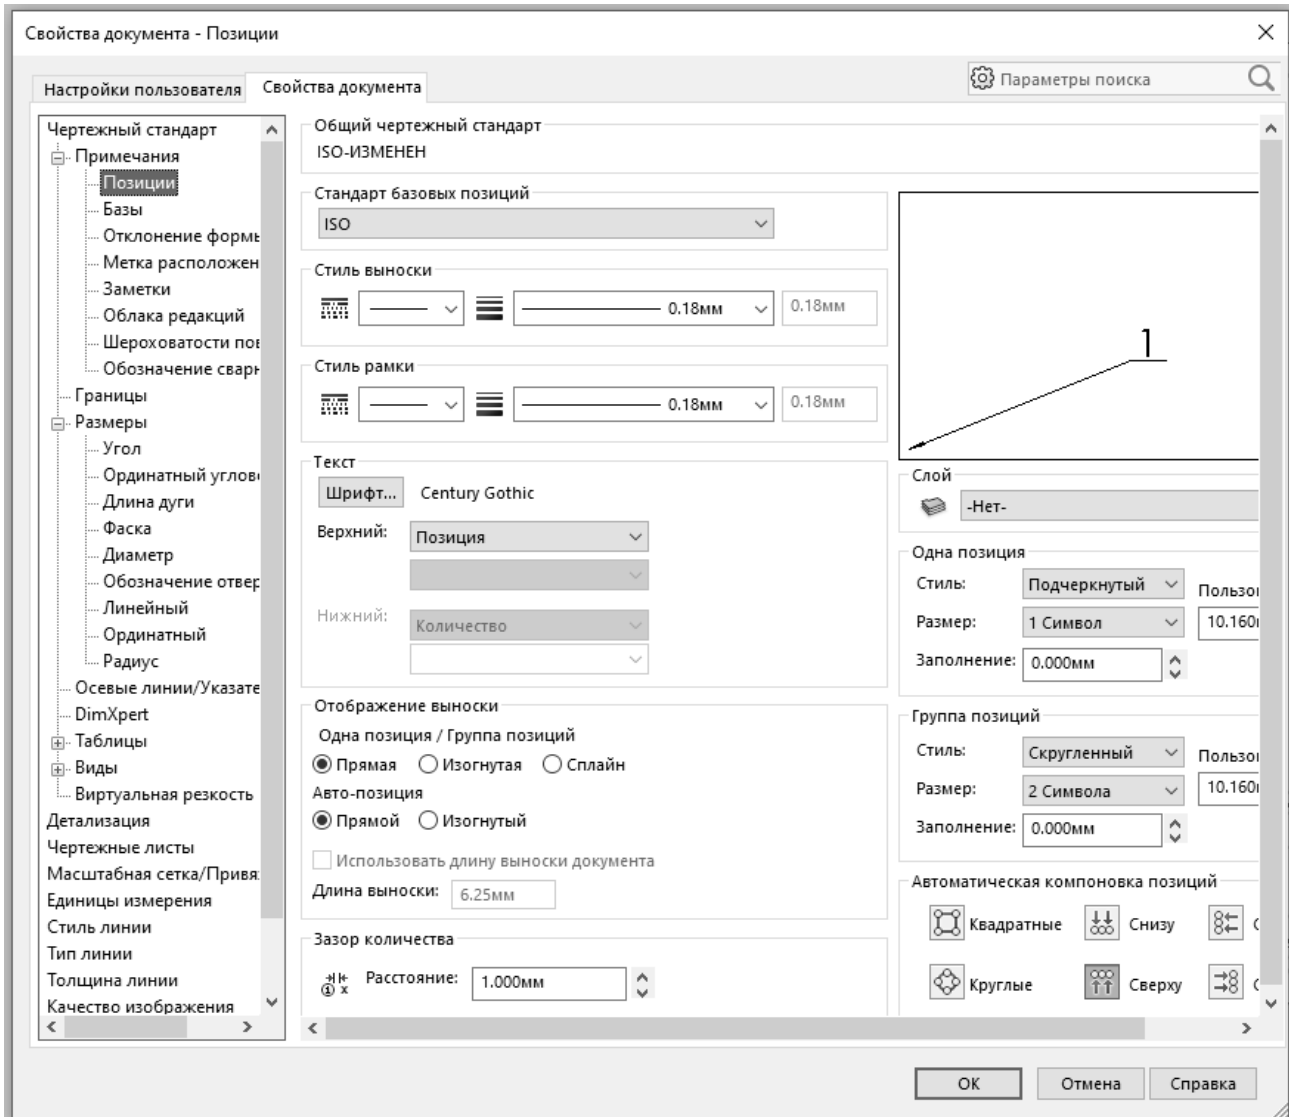 Свойства документа - Позиции
Настройки пользователя
Свойства документа
Параметры поиска
Чертежный стандарт
Примечания
Позиции
Базы
Отклонение формы
Метка расположен
Заметки
Облака редакций
Шероховатости пов
Обозначение сварн
Границы
Размеры
Угол
Ординатный углов
Длина дуги
Фаска
Диаметр
Обозначение отвер
Линейный
Ординатный
Радиус
Осевые линии/Указате
DimXpert
Таблицы
Виды
Виртуальная резкость
Детализация
Чертежные листы
Масштабная сетка/Привя
Единицы измерения
Стиль линии
Тип линии
Толщина линии
Качество изображения
Общий чертежный стандарт
ISO-ИЗМЕНЕН
Стандарт базовых позиций
ISO
Стиль выноски
0.18мм
0.18мм
Стиль рамки
0.18мм
0.18мм
Текст
Шрифт...
Century Gothic
Верхний:
Позиция
Нижний:
Количество
Отображение выноски
Одна позиция / Группа позиций
Прямая
Изогнутая
Сплайн
Авто-позиция
Прямой
Изогнутый
Использовать длину выноски документа
Длина выноски:
6.25мм
Зазор количества
Расстояние:
1.000мм
1
Слой
-Нет-
Одна позиция
Стиль:
Подчеркнутый
Пользо
Размер:
1 Символ
10.160
Заполнение:
0.000мм
Группа позиций
Стиль:
Скругленный
Пользо
Размер:
2 Символа
10.160
Заполнение:
0.000мм
Автоматическая компоновка позиций
Квадратные
Снизу
С
Круглые
Сверху
С
OK
Отмена
Справка